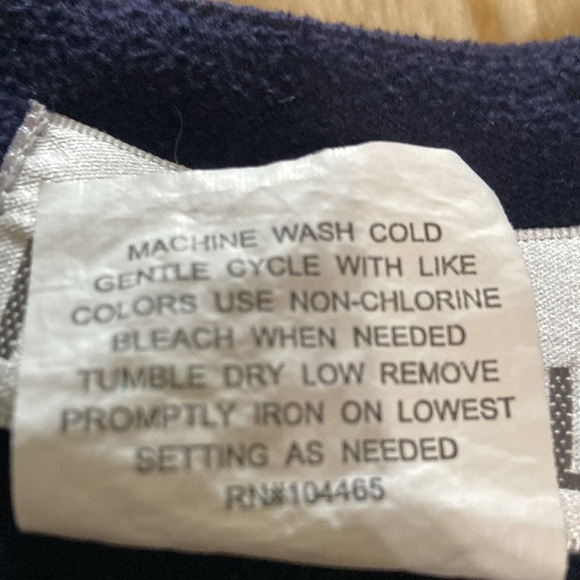 MACHINE WASH COLD
GENTLE CYCLE WITH LIKE
COLORS USE NON-CHLORINE
BLEACH WHEN NEEDED
TUMBLE DRY LOW REMOVE
PROMPTLY IRON ON LOWEST
SETTING AS NEEDED
RN#104465